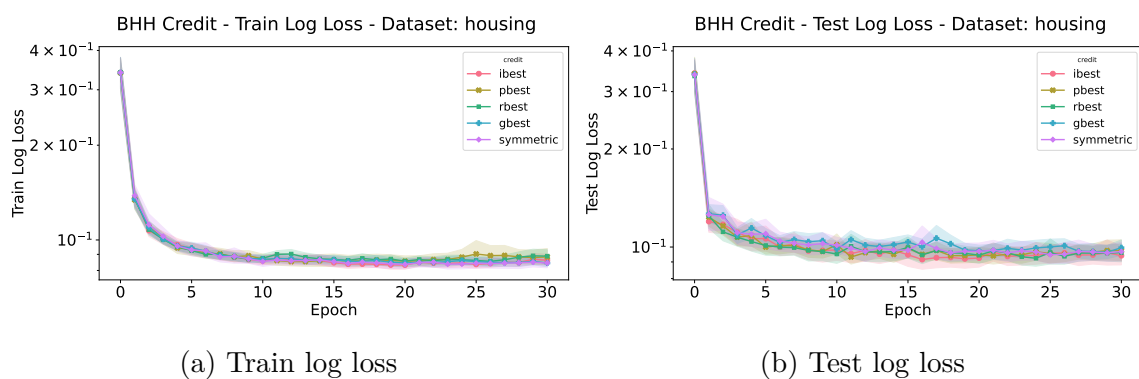 BHH Credit - Train Log Loss - Dataset: housing
4 × 10⁻¹
3 × 10⁻¹
2 × 10⁻¹
10⁻¹
Train Log Loss
credit
ibest
pbest
rbest
gbest
symmetric
0 5 10 15 20 25 30
Epoch
(a) Train log loss
BHH Credit - Test Log Loss - Dataset: housing
4 × 10⁻¹
3 × 10⁻¹
2 × 10⁻¹
10⁻¹
Test Log Loss
credit
ibest
pbest
rbest
gbest
symmetric
0 5 10 15 20 25 30
Epoch
(b) Test log loss